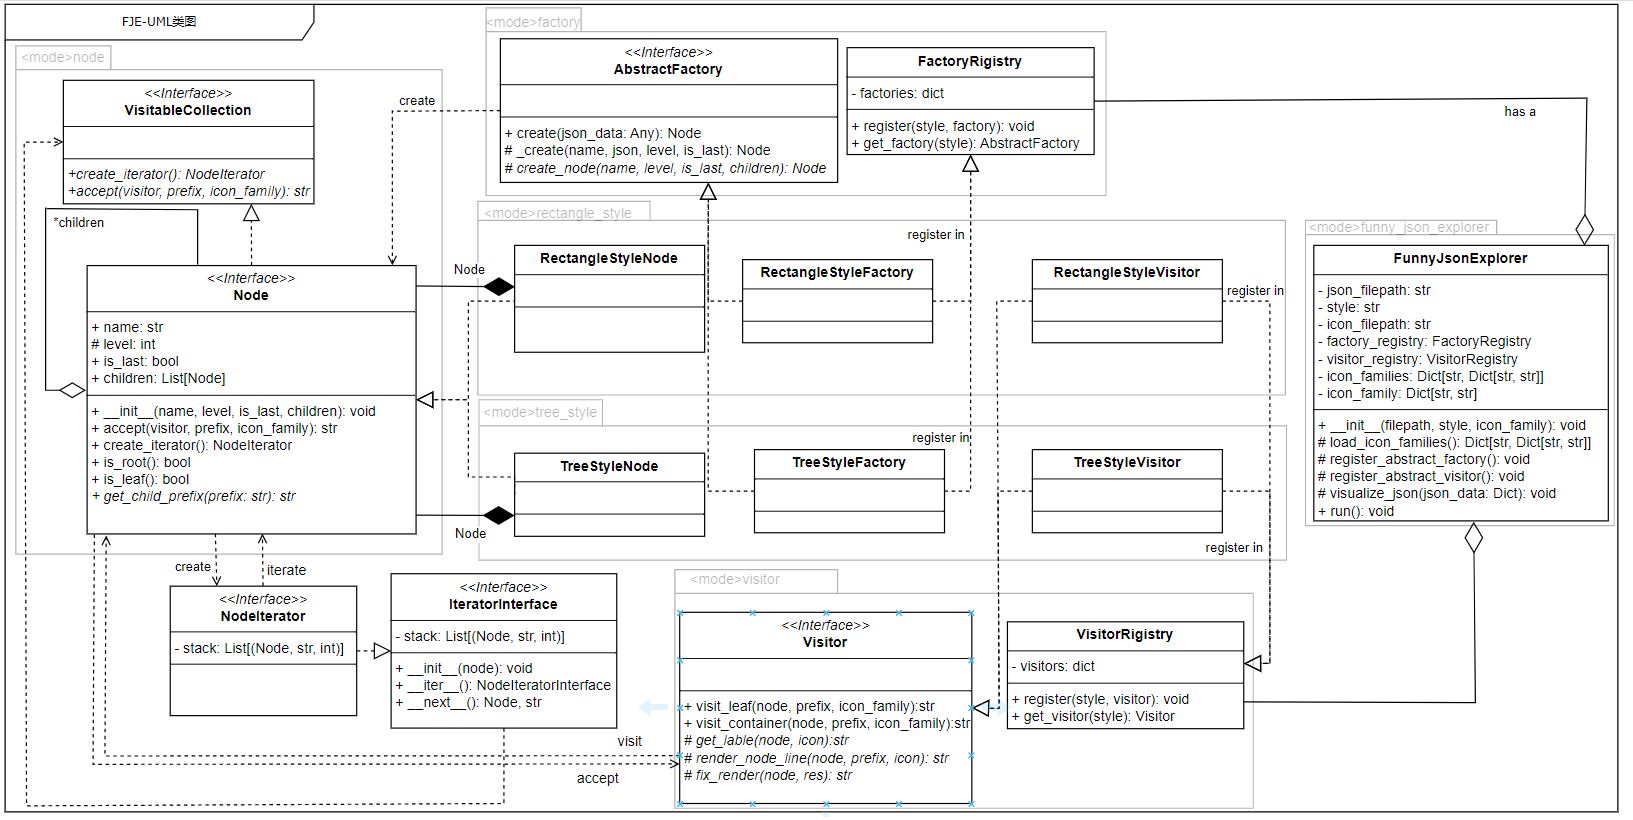 FJE-UML类图
<mode>node
<<Interface>>
VisitableCollection
+create_iterator(): NodeIterator
+accept(visitor, prefix, icon_family): str
*children
<<Interface>>
Node
+ name: str
# level: int
+ is_last: bool
+ children: List[Node]
+ __init__(name, level, is_last, children): void
+ accept(visitor, prefix, icon_family): str
+ create_iterator(): NodeIterator
+ is_root(): bool
+ is_leaf(): bool
+ get_child_prefix(prefix: str): str
create
iterate
<<Interface>>
NodeIterator
- stack: List[(Node, str, int)]
<<Interface>>
IteratorInterface
- stack: List[(Node, str, int)]
+ __init__(node): void
+ __iter__(): NodeIteratorInterface
+ __next__(): Node, str
visit
accept
<mode>factory
<<Interface>>
AbstractFactory
+ create(json_data: Any): Node
# _create(name, json, level, is_last): Node
# create_node(name, level, is_last, children): Node
create
FactoryRigistry
- factories: dict
+ register(style, factory): void
+ get_factory(style): AbstractFactory
has a
<mode>rectangle_style
register in
Node
RectangleStyleNode
RectangleStyleFactory
RectangleStyleVisitor
register in
<mode>tree_style
register in
TreeStyleNode
TreeStyleFactory
TreeStyleVisitor
Node
register in
<mode>visitor
<<Interface>>
Visitor
+ visit_leaf(node, prefix, icon_family):str
+ visit_container(node, prefix, icon_family):str
# get_lable(node, icon):str
# render_node_line(node, prefix, icon): str
# fix_render(node, res): str
VisitorRigistry
- visitors: dict
+ register(style, visitor): void
+ get_visitor(style): Visitor
<mode>funny_json_explorer
FunnyJsonExplorer
- json_filepath: str
- style: str
- icon_filepath: str
- factory_registry: FactoryRegistry
- visitor_registry: VisitorRegistry
- icon_families: Dict[str, Dict[str, str]]
- icon_family: Dict[str, str]
+ __init__(filepath, style, icon_family): void
# load_icon_families(): Dict[str, Dict[str, str]]
# register_abstract_factory(): void
# register_abstract_visitor(): void
# visualize_json(json_data: Dict): void
+ run(): void